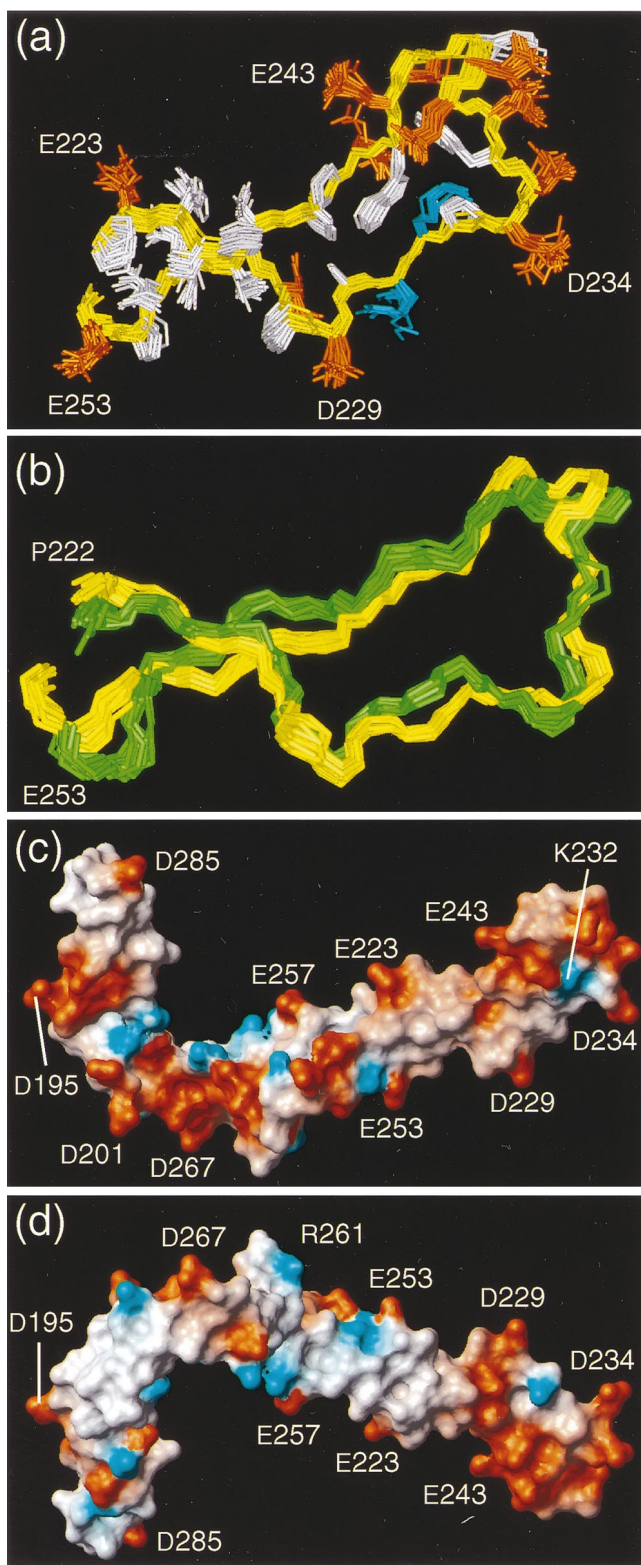 (a)
E243
E223
D234
E253
D229
(b)
P222
E253
(c)
D285
K232
E243
E223
E257
D195
D234
E253
D229
D201
D267
(d)
D267
R261
E253
D229
D195
D234
E257
E223
E243
D285